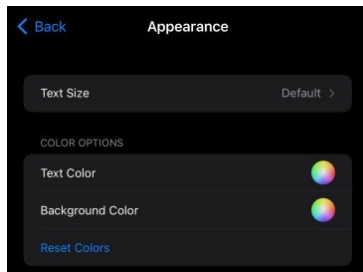 Back
Appearance
Text Size
Default
COLOR OPTIONS
Text Color
Background Color
Reset Colors